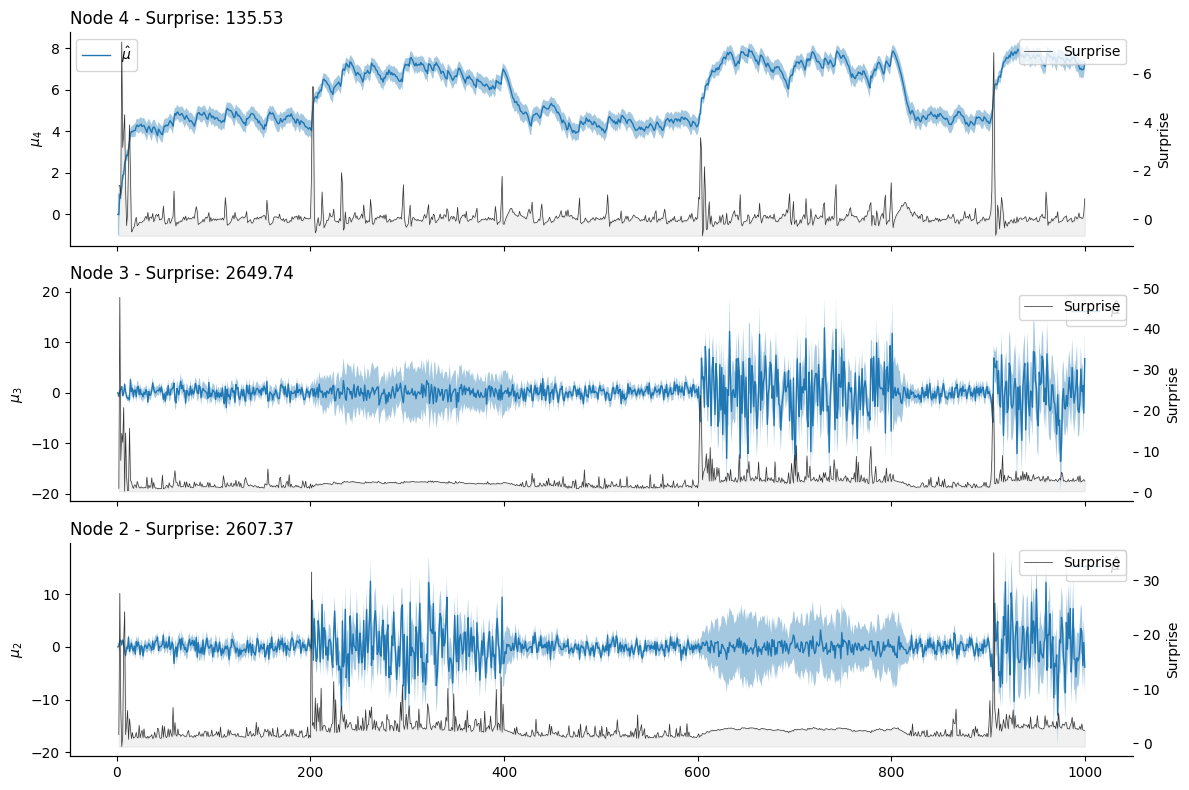 Node 4 - Surprise: 135.53
μ̂
Surprise
8
6
4
2
0
μ4
6
4
2
0
Surprise
Node 3 - Surprise: 2649.74
Surprise
μ̂
20
10
0
−10
−20
μ3
50
40
30
20
10
0
Surprise
Node 2 - Surprise: 2607.37
Surprise
μ̂
10
0
−10
−20
μ2
30
20
10
0
Surprise
0
200
400
600
800
1000